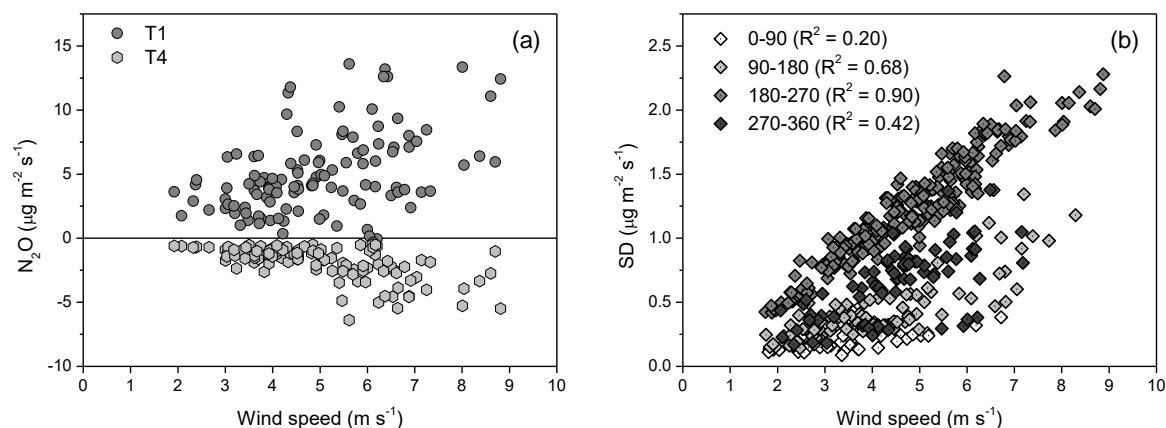 T1
T4
(a)
15
10
5
0
-5
-10
N₂O (μg m⁻² s⁻¹)
0 1 2 3 4 5 6 7 8 9 10
Wind speed (m s⁻¹)
0-90 (R² = 0.20)
90-180 (R² = 0.68)
180-270 (R² = 0.90)
270-360 (R² = 0.42)
(b)
2.5
2.0
1.5
1.0
0.5
0.0
SD (μg m⁻² s⁻¹)
0 1 2 3 4 5 6 7 8 9 10
Wind speed (m s⁻¹)